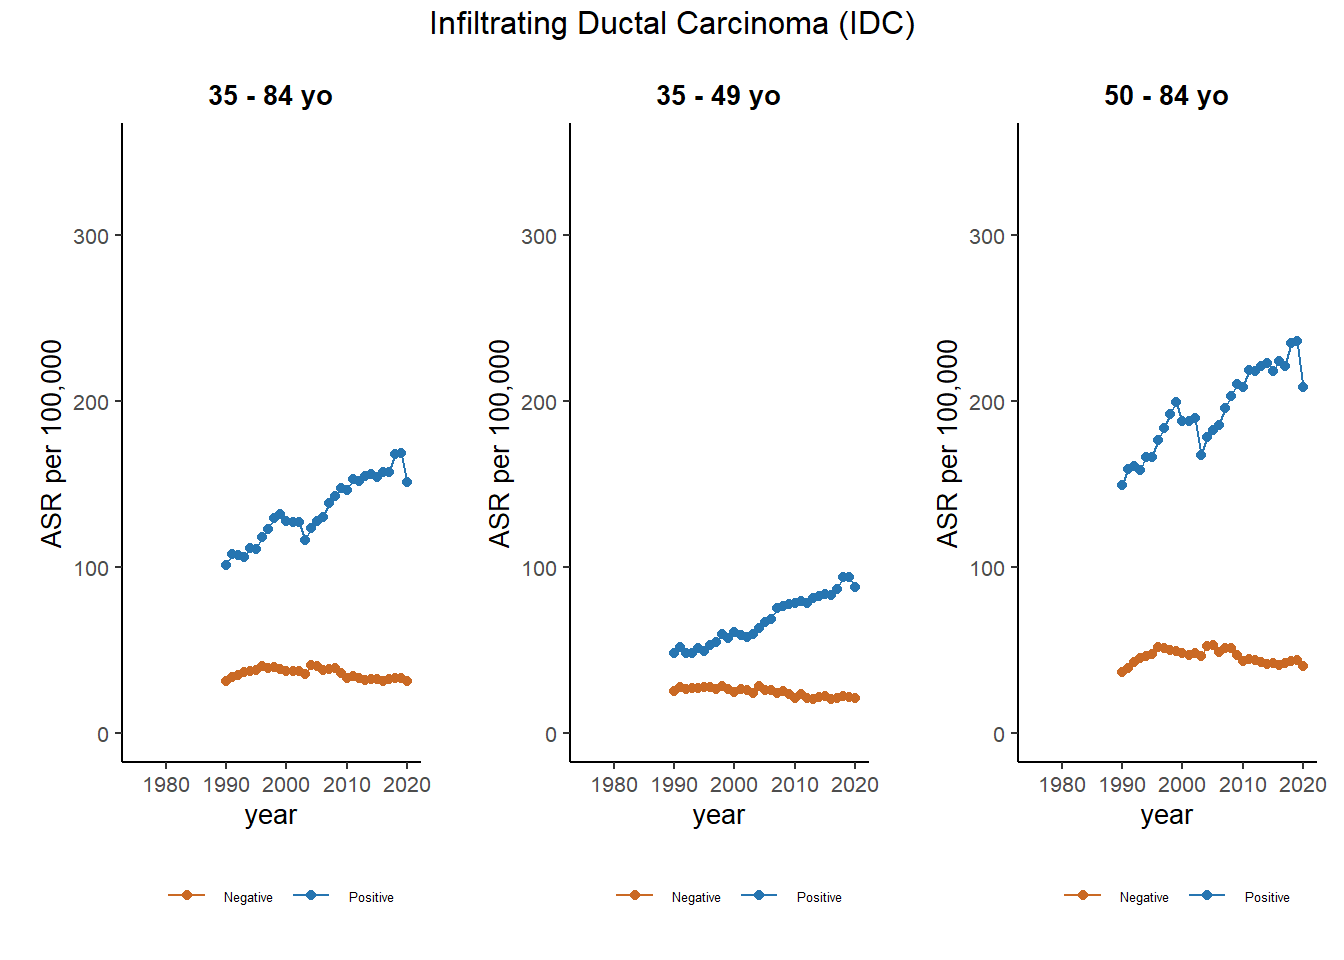 Infiltrating Ductal Carcinoma (IDC)
35 - 84 yo
35 - 49 yo
50 - 84 yo
ASR per 100,000
300
200
100
0
1980 1990 2000 2010 2020
year
Negative Positive
ASR per 100,000
300
200
100
0
1980 1990 2000 2010 2020
year
Negative Positive
ASR per 100,000
300
200
100
0
1980 1990 2000 2010 2020
year
Negative Positive